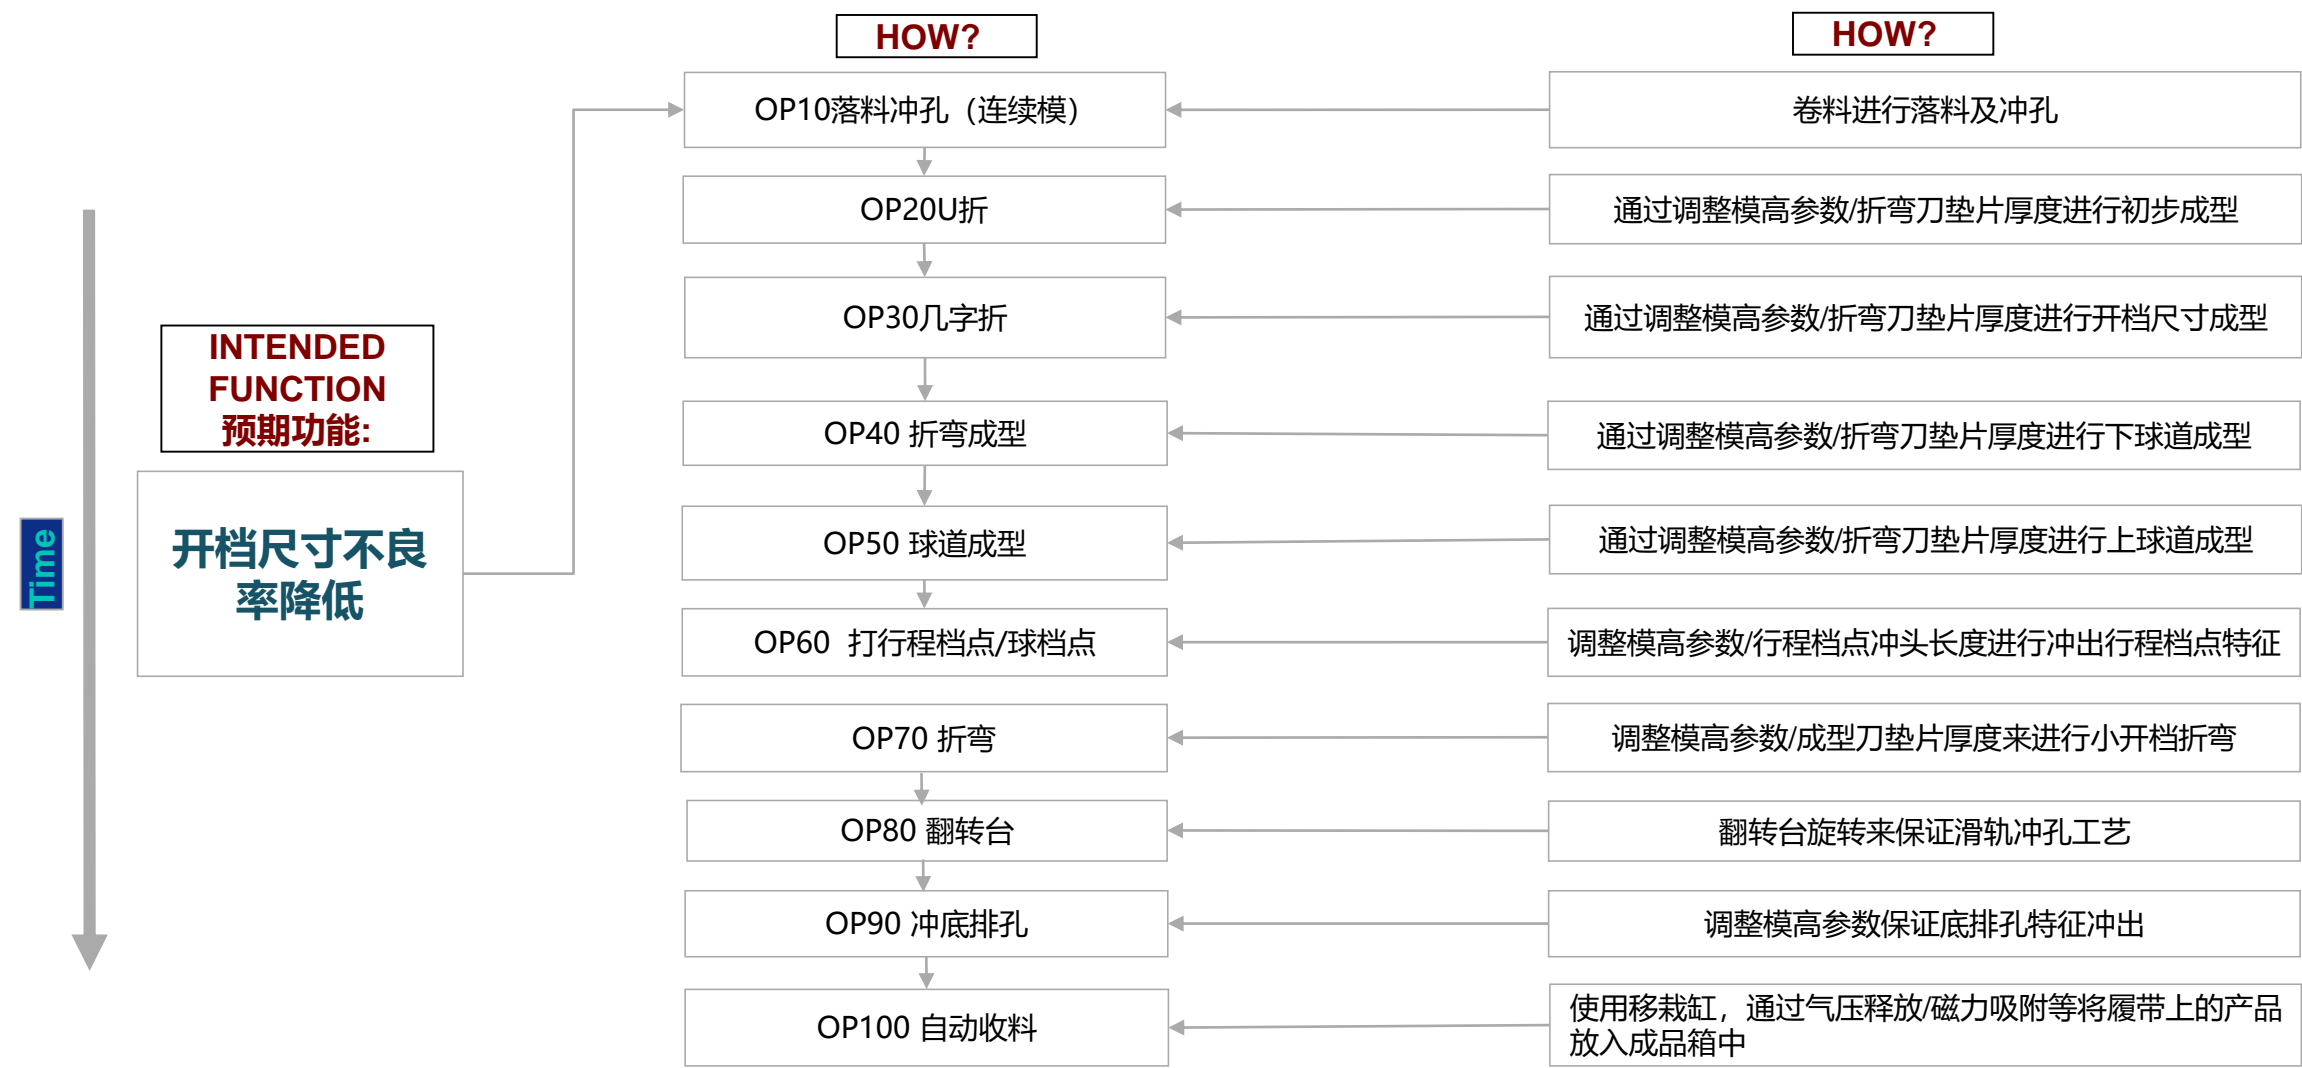 HOW?
HOW?
OP10落料冲孔（连续模）
卷料进行落料及冲孔
OP20U折
通过调整模高参数/折弯刀垫片厚度进行初步成型
OP30几字折
通过调整模高参数/折弯刀垫片厚度进行开档尺寸成型
INTENDED
FUNCTION
预期功能:
OP40 折弯成型
通过调整模高参数/折弯刀垫片厚度进行下球道成型
开档尺寸不良
率降低
Time
OP50 球道成型
通过调整模高参数/折弯刀垫片厚度进行上球道成型
OP60  打行程档点/球档点
调整模高参数/行程档点冲头长度进行冲出行程档点特征
OP70 折弯
调整模高参数/成型刀垫片厚度来进行小开档折弯
OP80 翻转台
翻转台旋转来保证滑轨冲孔工艺
OP90 冲底排孔
调整模高参数保证底排孔特征冲出
OP100 自动收料
使用移栽缸，通过气压释放/磁力吸附等将履带上的产品
放入成品箱中